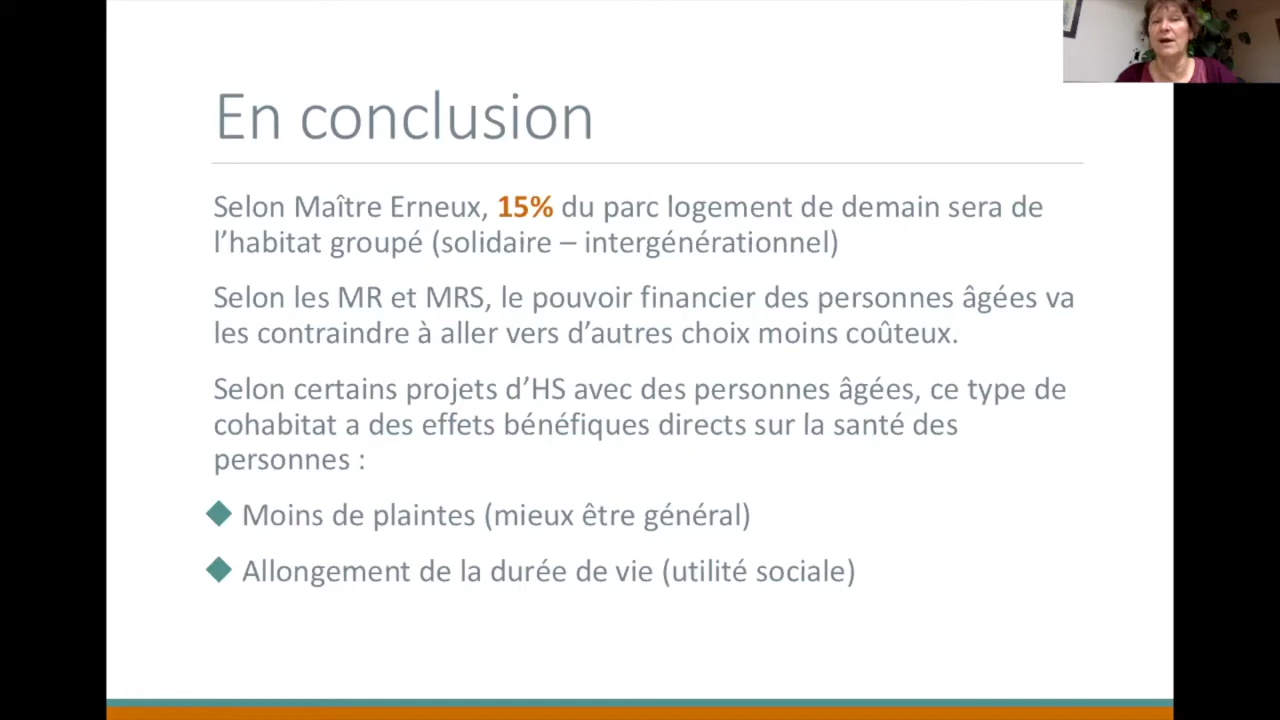 En conclusion
Selon Maître Erneux, 15% du parc logement de demain sera de
l’habitat groupé (solidaire – intergénérationnel)
Selon les MR et MRS, le pouvoir financier des personnes âgées va
les contraindre à aller vers d’autres choix moins coûteux.
Selon certains projets d’HS avec des personnes âgées, ce type de
cohabitat a des effets bénéfiques directs sur la santé des
personnes :
Moins de plaintes (mieux être général)
Allongement de la durée de vie (utilité sociale)